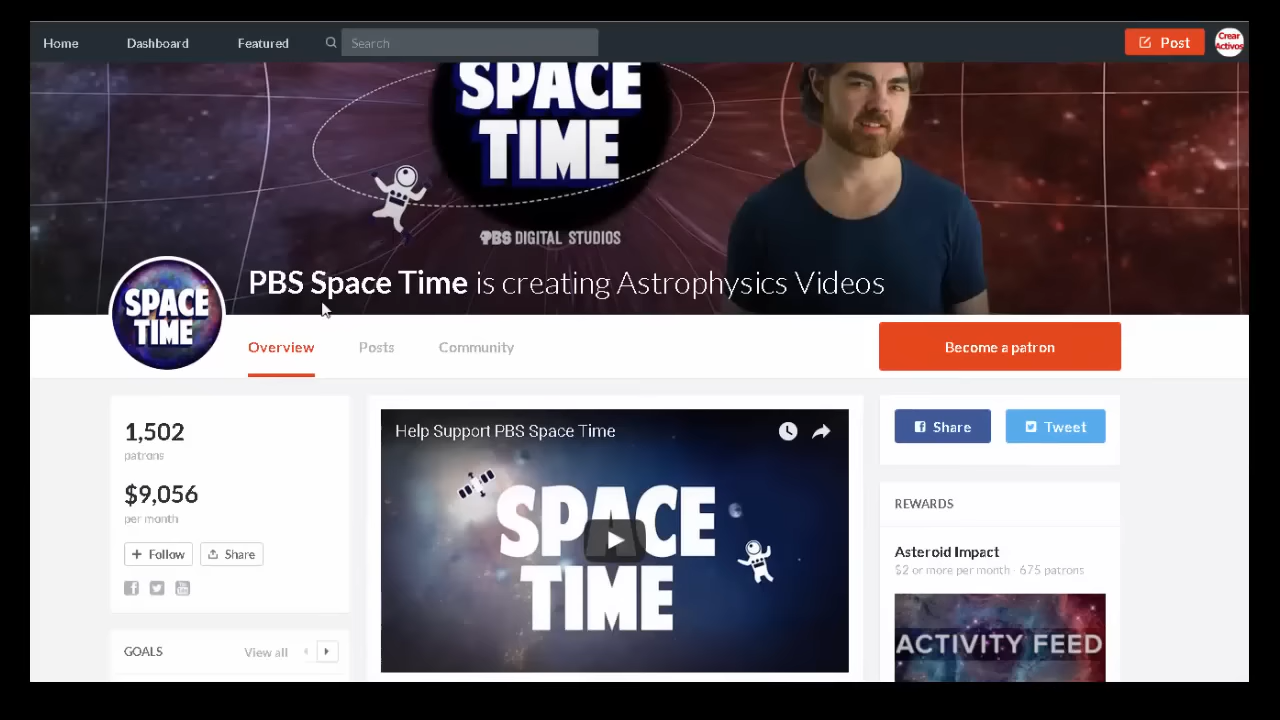 Home Dashboard Featured Search Post
Crear
Activos
SPACE
TIME
PBS DIGITAL STUDIOS
PBS Space Time is creating Astrophysics Videos
SPACE
TIME
Overview Posts Community Become a patron
1,502
patrons
$9,056
per month
+ Follow Share
GOALS View all
Help Support PBS Space Time
SPACE
TIME
Share Tweet
REWARDS
Asteroid Impact
$2 or more per month · 675 patrons
ACTIVITY FEED